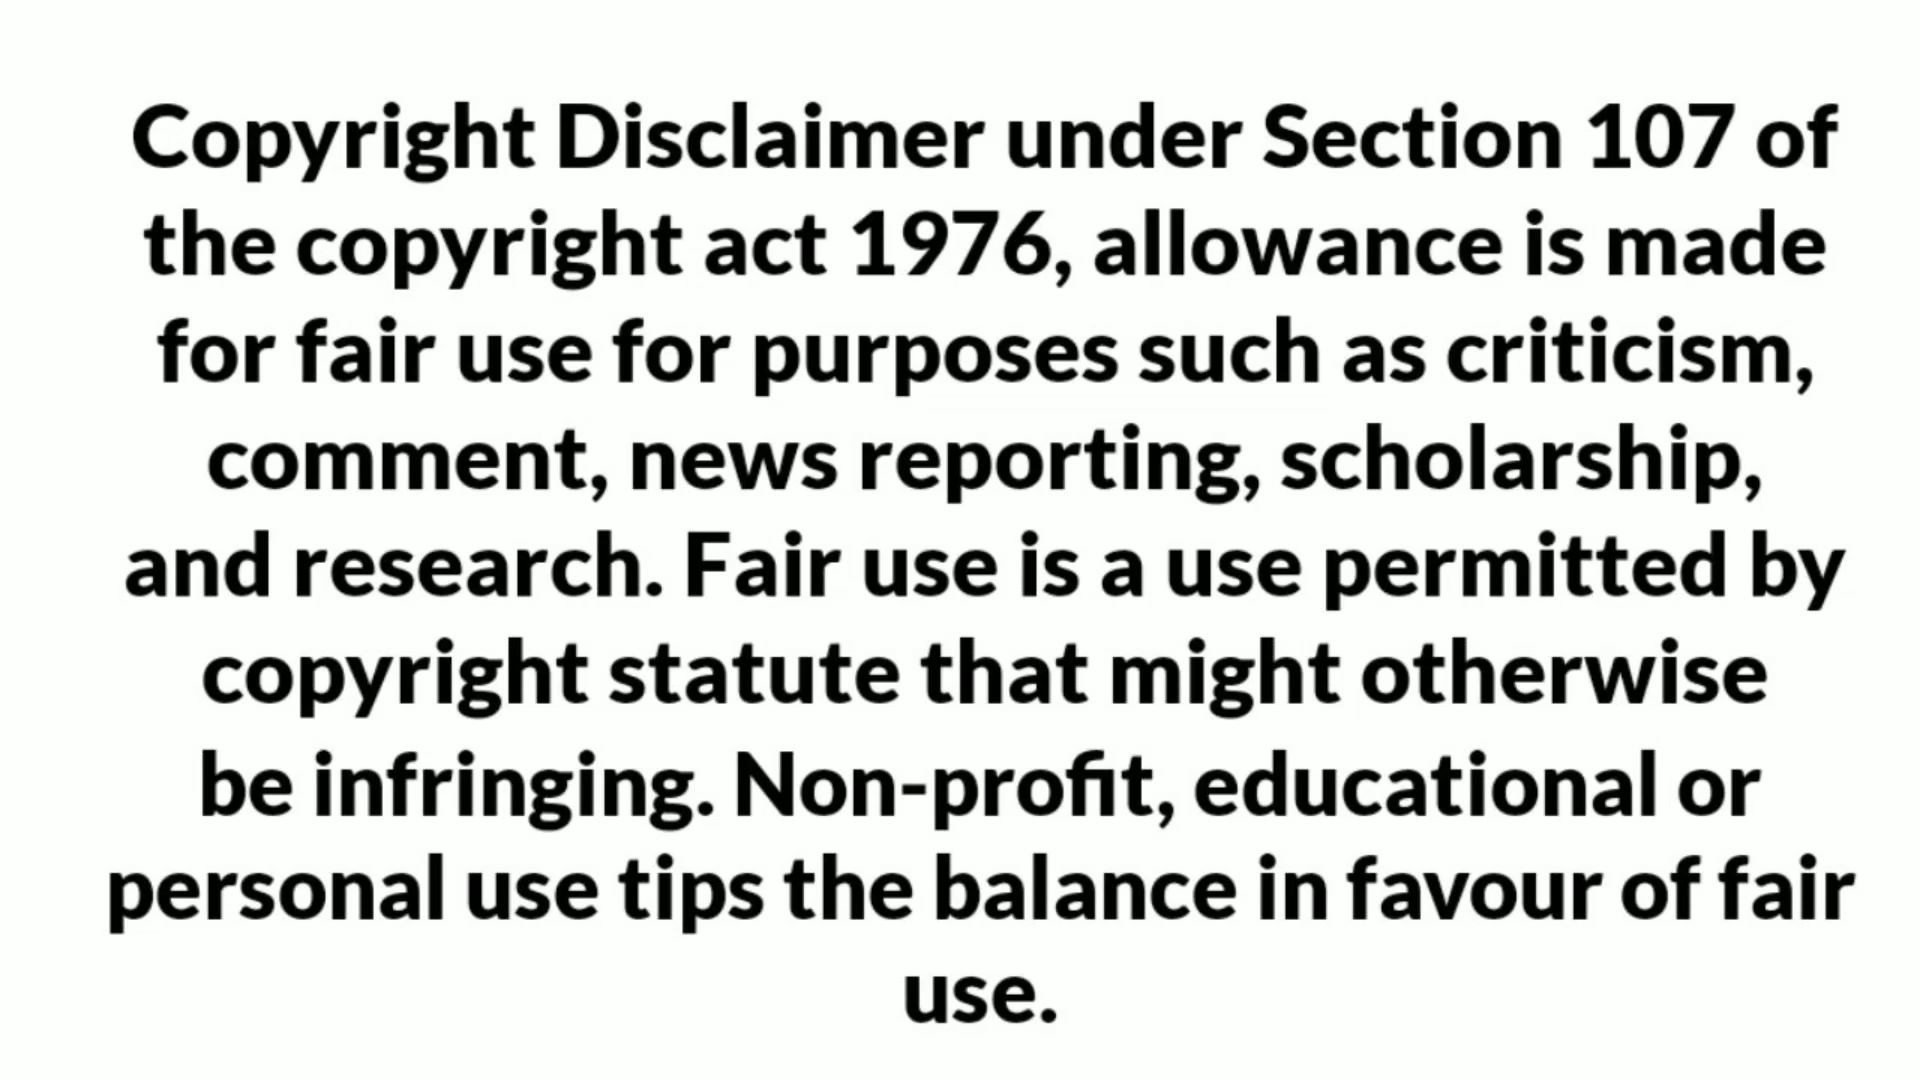 Copyright Disclaimer under Section 107 of
the copyright act 1976, allowance is made
for fair use for purposes such as criticism,
comment, news reporting, scholarship,
and research. Fair use is a use permitted by
copyright statute that might otherwise
be infringing. Non-profit, educational or
personal use tips the balance in favour of fair
use.